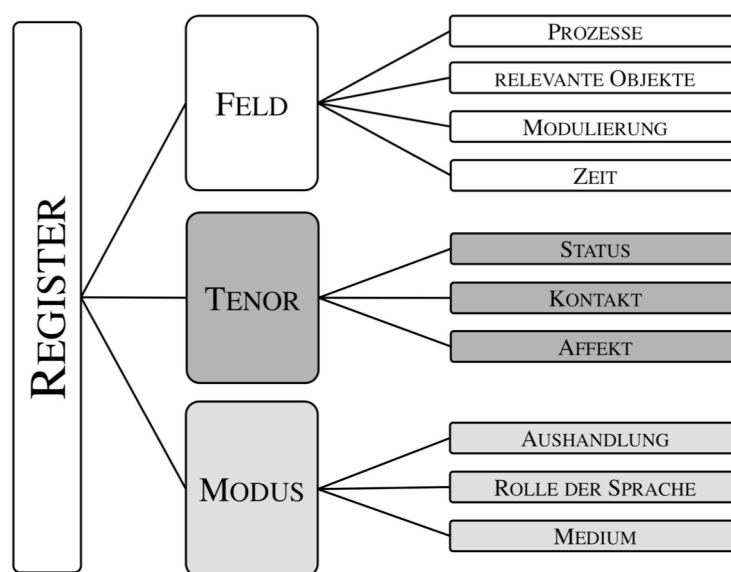 REGISTER
FELD
PROZESSE
RELEVANTE OBJEKTE
MODULIERUNG
ZEIT
TENOR
STATUS
KONTAKT
AFFEKT
MODUS
AUSHANDLUNG
ROLLE DER SPRACHE
MEDIUM